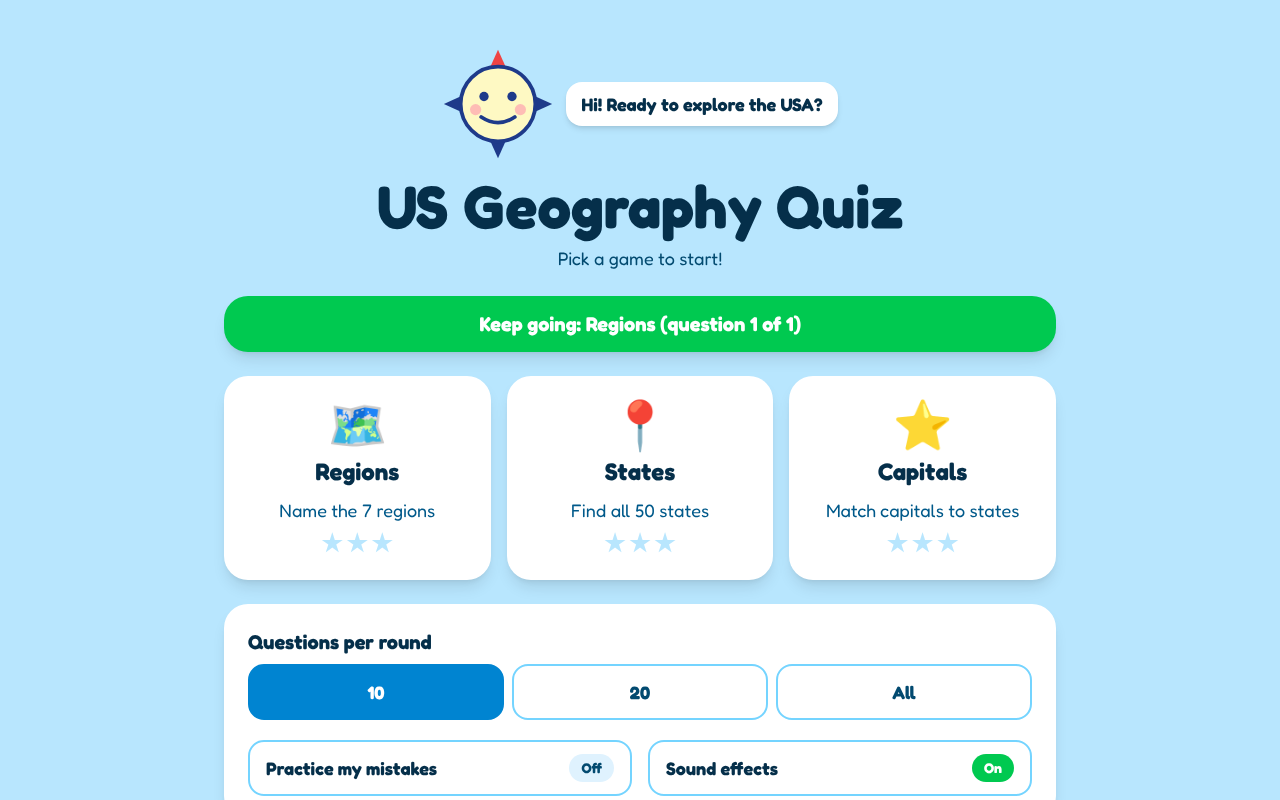 Hi! Ready to explore the USA?
US Geography Quiz
Pick a game to start!
Keep going: Regions (question 1 of 1)
Regions
Name the 7 regions
States
Find all 50 states
Capitals
Match capitals to states
Questions per round
10
20
All
Practice my mistakes
Off
Sound effects
On